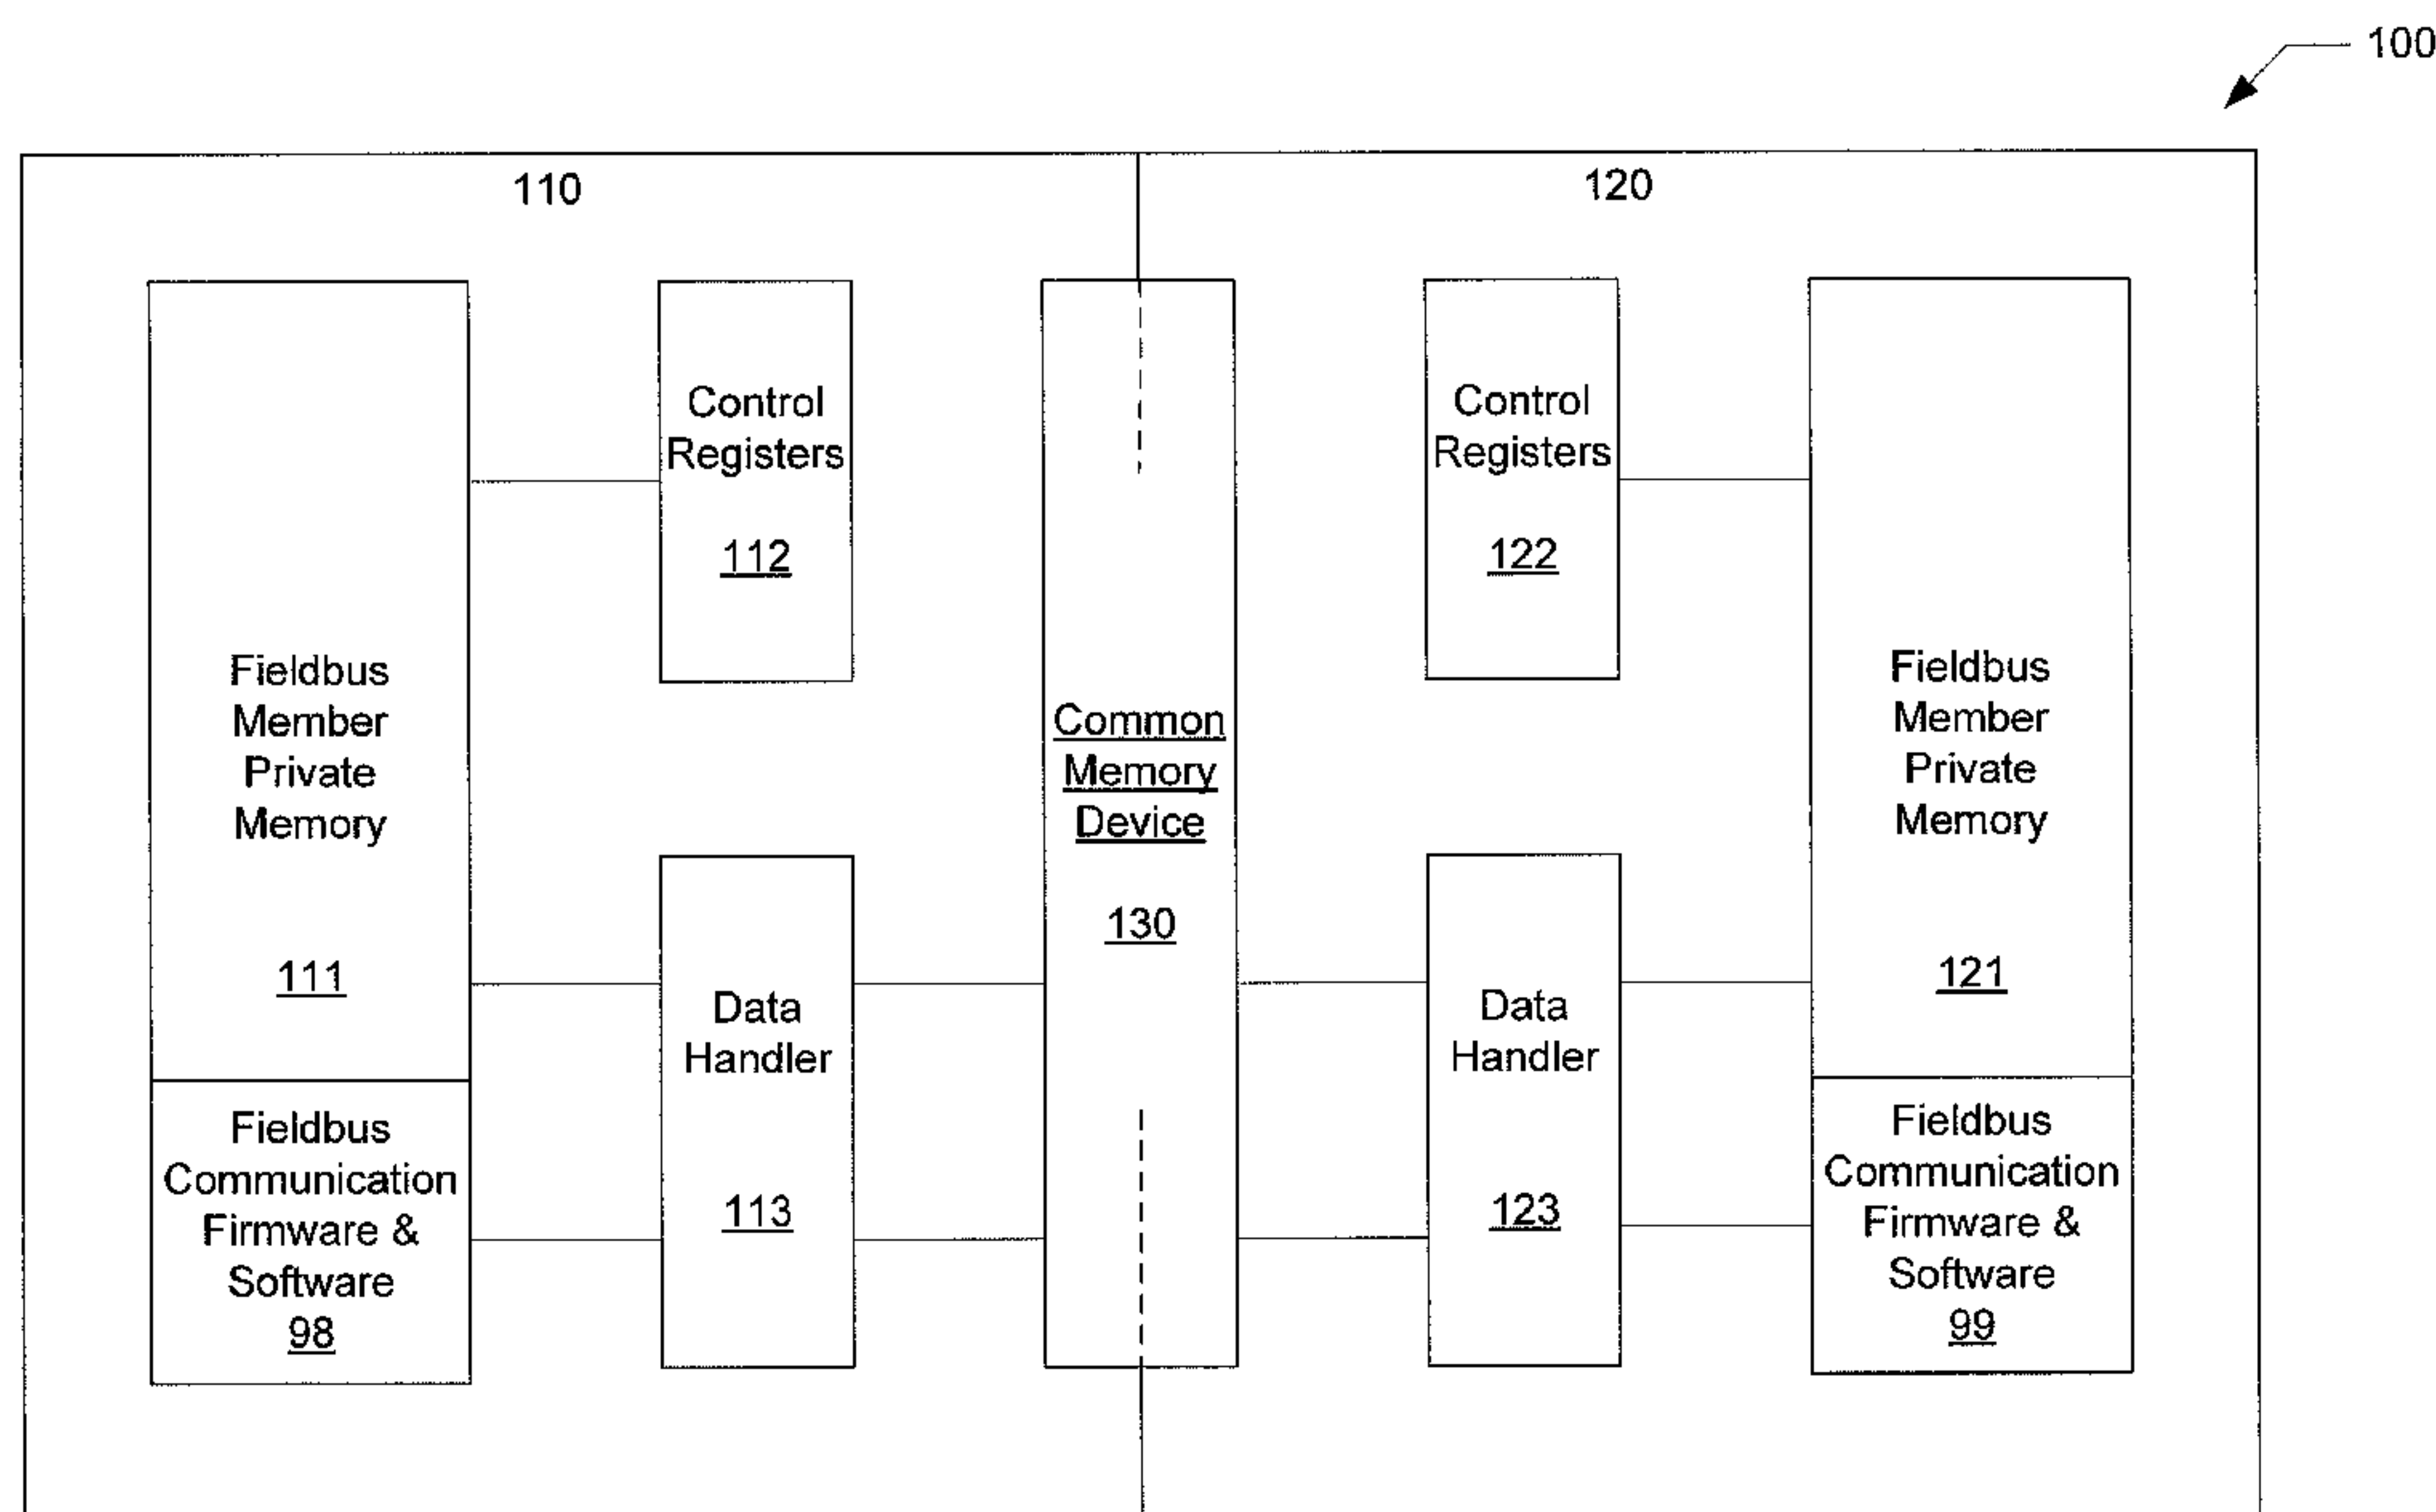 100
110
120
Control
Registers
112
Control
Registers
122
Fieldbus
Member
Private
Memory
111
Common
Memory
Device
130
Fieldbus
Member
Private
Memory
121
Data
Handler
113
Data
Handler
123
Fieldbus
Communication
Firmware &
Software
98
Fieldbus
Communication
Firmware &
Software
99